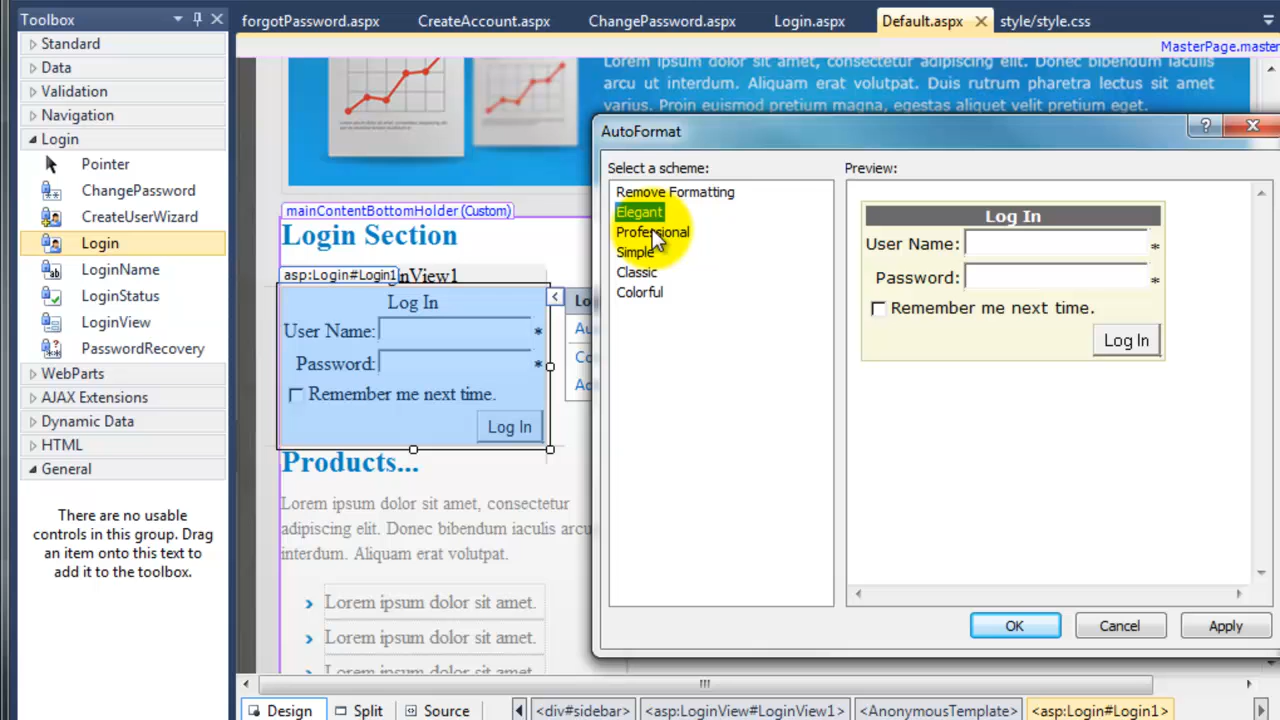 Toolbox
forgotPassword.aspx
CreateAccount.aspx
ChangePassword.aspx
Login.aspx
Default.aspx
style/style.css
MasterPage.master
Standard
Data
Validation
Navigation
Login
Pointer
ChangePassword
CreateUserWizard
Login
LoginName
LoginStatus
LoginView
PasswordRecovery
WebParts
AJAX Extensions
Dynamic Data
HTML
General
There are no usable
controls in this group. Drag
an item onto this text to
add it to the toolbox.
Lorem ipsum dolor sit amet, consectetur adipiscing elit. Donec bibendum iaculis
arcu ut interdum. Aliquam erat volutpat. Duis rutrum pharetra lectus sit amet
varius. Proin euismod pretium magna, egestas aliquet velit pretium eget.
mainContentBottomHolder (Custom)
Login Section
asp:Login#Login1
nView1
Log In
User Name:
*
Password:
*
Remember me next time.
Log In
Products...
Lorem ipsum dolor sit amet, consectetur
adipiscing elit. Donec bibendum iaculis arcu
interdum. Aliquam erat volutpat.
Lorem ipsum dolor sit amet.
Lorem ipsum dolor sit amet.
Lorem ipsum dolor sit amet.
AutoFormat
Select a scheme:
Remove Formatting
Elegant
Professional
Simple
Classic
Colorful
Preview:
Log In
User Name:
*
Password:
*
Remember me next time.
Log In
OK
Cancel
Apply
Design
Split
Source
<div#sidebar>
<asp:LoginView#LoginView1>
<AnonymousTemplate>
<asp:Login#Login1>